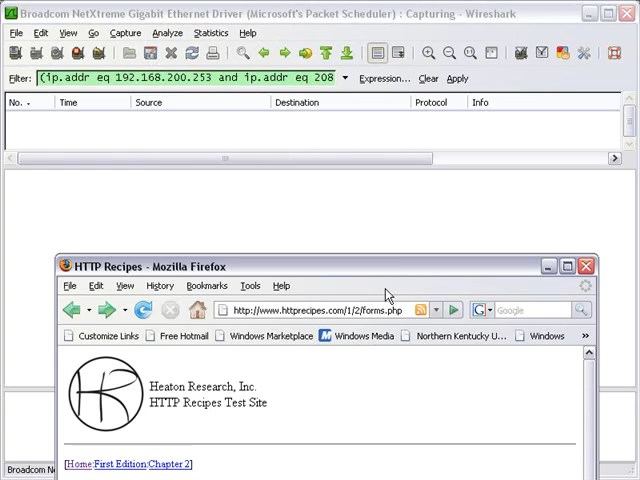 Broadcom NetXtreme Gigabit Ethernet Driver (Microsoft's Packet Scheduler) : Capturing - Wireshark
File Edit View Go Capture Analyze Statistics Help
Filter: (ip.addr eq 192.168.200.253 and ip.addr eq 208 Expression... Clear Apply
No. Time Source Destination Protocol Info
HTTP Recipes - Mozilla Firefox
File Edit View History Bookmarks Tools Help
http://www.httprecipes.com/1/2/forms.php G Google
Customize Links Free Hotmail Windows Marketplace Windows Media Northern Kentucky U... Windows »
HR
Heaton Research, Inc.
HTTP Recipes Test Site
[Home:First Edition:Chapter 2]
Broadcom Ne